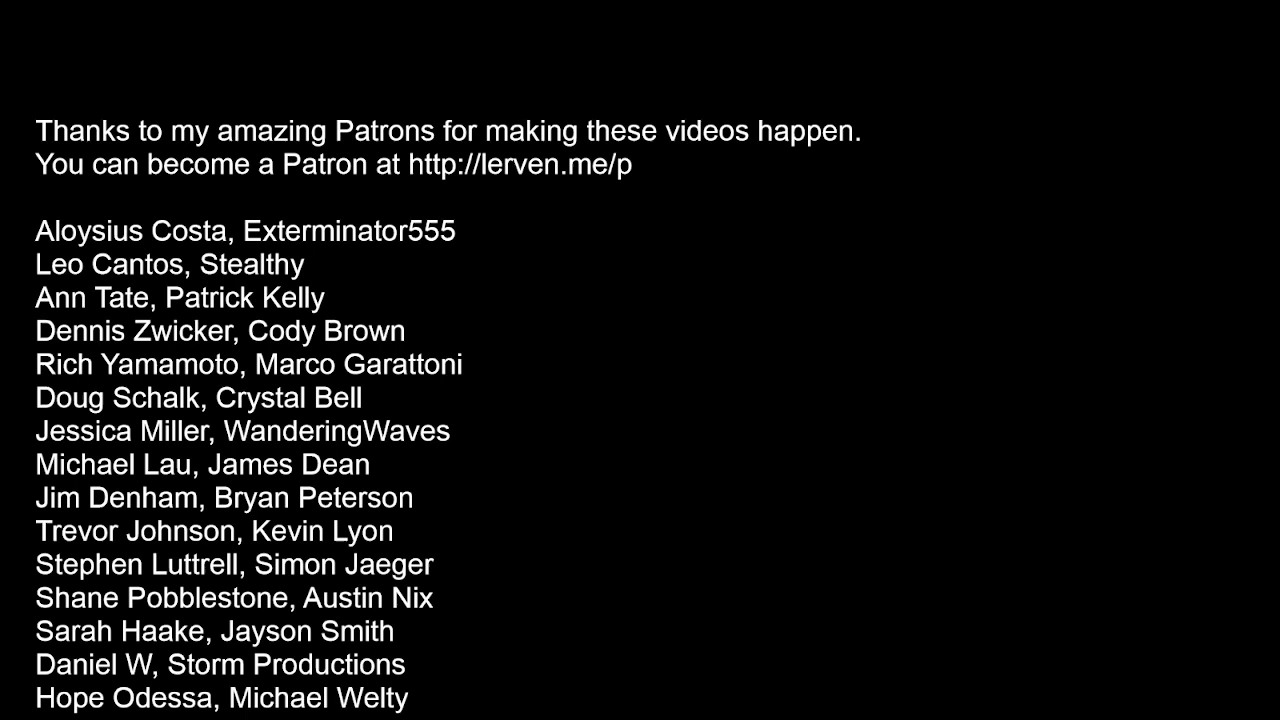 Thanks to my amazing Patrons for making these videos happen.
You can become a Patron at http://lerven.me/p
Aloysius Costa, Exterminator555
Leo Cantos, Stealthy
Ann Tate, Patrick Kelly
Dennis Zwicker, Cody Brown
Rich Yamamoto, Marco Garattoni
Doug Schalk, Crystal Bell
Jessica Miller, WanderingWaves
Michael Lau, James Dean
Jim Denham, Bryan Peterson
Trevor Johnson, Kevin Lyon
Stephen Luttrell, Simon Jaeger
Shane Pobblestone, Austin Nix
Sarah Haake, Jayson Smith
Daniel W, Storm Productions
Hope Odessa, Michael Welty